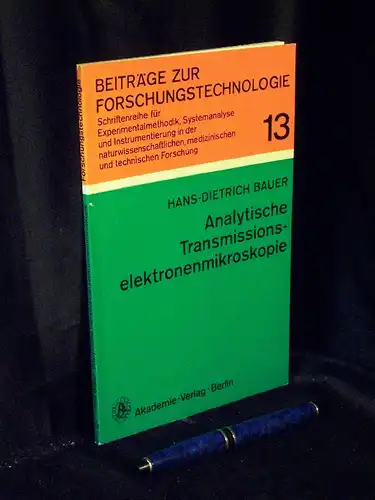 Forschungstechnologie
BEITRÄGE ZUR
FORSCHUNGSTECHNOLOGIE
Schriftenreihe für
Experimentalmethodik, Systemanalyse
und Instrumentierung in der
naturwissenschaftlichen, medizinischen
und technischen Forschung
13
HANS-DIETRICH BAUER
Analytische
Transmissions-
elektronenmikroskopie
Akademie-Verlag · Berlin